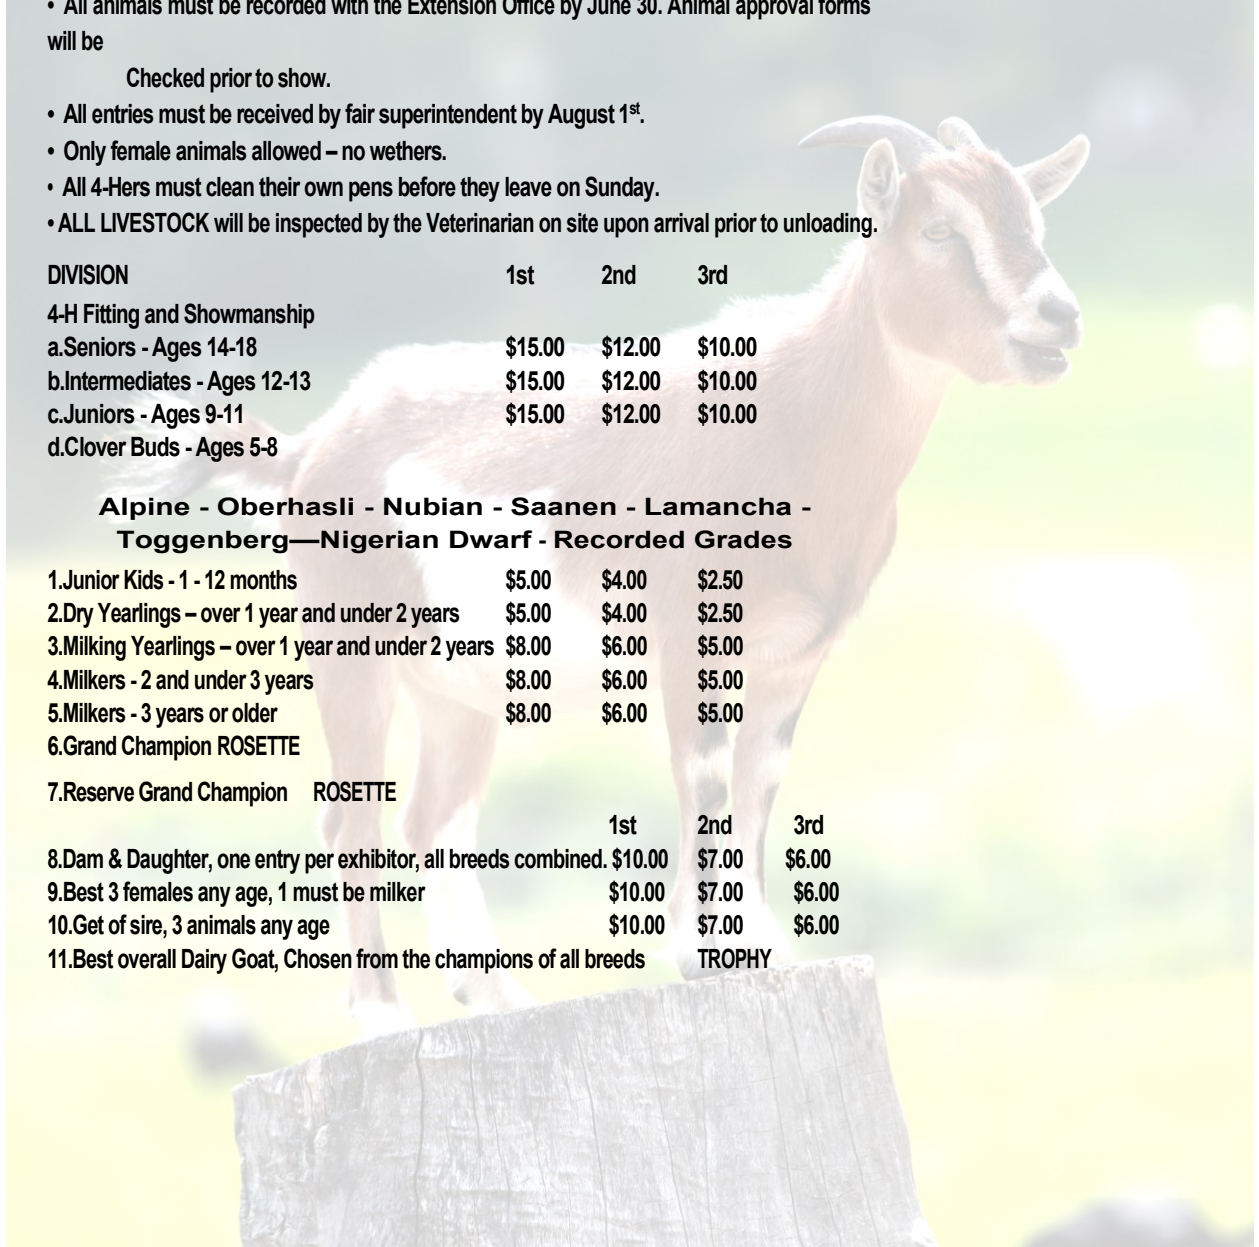 • All animals must be recorded with the Extension Office by June 30. Animal approval forms
will be
Checked prior to show.
• All entries must be received by fair superintendent by August 1st.
• Only female animals allowed – no wethers.
• All 4-Hers must clean their own pens before they leave on Sunday.
• ALL LIVESTOCK will be inspected by the Veterinarian on site upon arrival prior to unloading.
DIVISION 1st 2nd 3rd
4-H Fitting and Showmanship
a.Seniors - Ages 14-18 $15.00 $12.00 $10.00
b.Intermediates - Ages 12-13 $15.00 $12.00 $10.00
c.Juniors - Ages 9-11 $15.00 $12.00 $10.00
d.Clover Buds - Ages 5-8
Alpine - Oberhasli - Nubian - Saanen - Lamancha -
Toggenberg—Nigerian Dwarf - Recorded Grades
1.Junior Kids - 1 - 12 months $5.00 $4.00 $2.50
2.Dry Yearlings – over 1 year and under 2 years $5.00 $4.00 $2.50
3.Milking Yearlings – over 1 year and under 2 years $8.00 $6.00 $5.00
4.Milkers - 2 and under 3 years $8.00 $6.00 $5.00
5.Milkers - 3 years or older $8.00 $6.00 $5.00
6.Grand Champion ROSETTE
7.Reserve Grand Champion ROSETTE
1st 2nd 3rd
8.Dam & Daughter, one entry per exhibitor, all breeds combined. $10.00 $7.00 $6.00
9.Best 3 females any age, 1 must be milker $10.00 $7.00 $6.00
10.Get of sire, 3 animals any age $10.00 $7.00 $6.00
11.Best overall Dairy Goat, Chosen from the champions of all breeds TROPHY